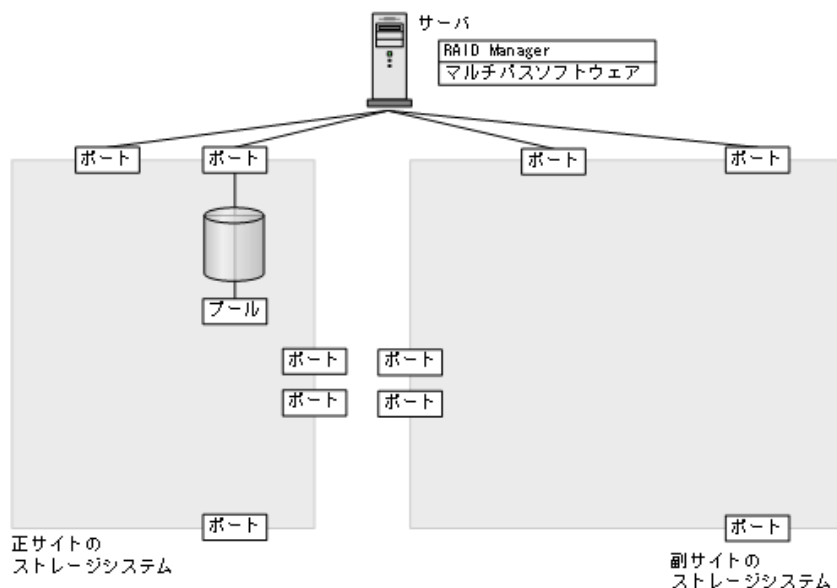 サーバ
RAID Manager
マルチパスソフトウェア
ポート
ポート
ポート
ポート
プール
ポート
ポート
ポート
ポート
ポート
ポート
正サイトの
ストレージシステム
副サイトの
ストレージシステム